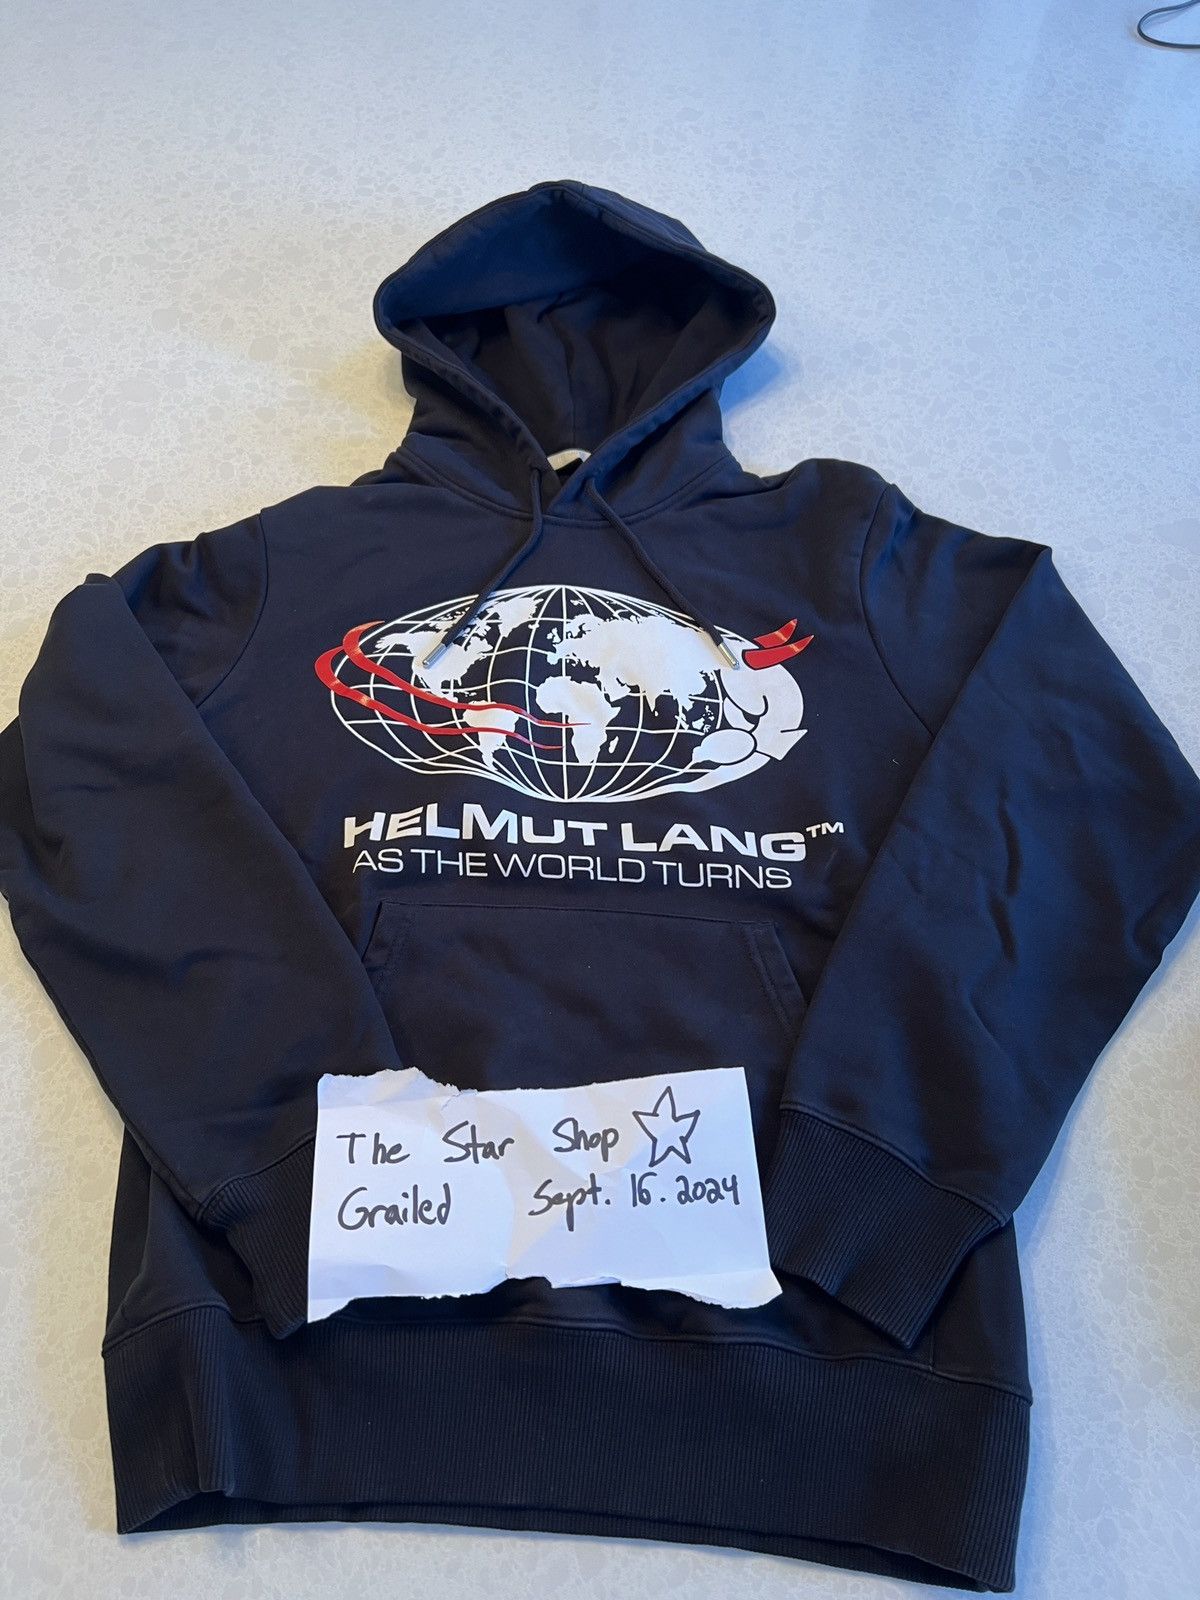 HELMUT LANG™
AS THE WORLD TURNS
The Star Shop
Grailed Sept. 16. 2024